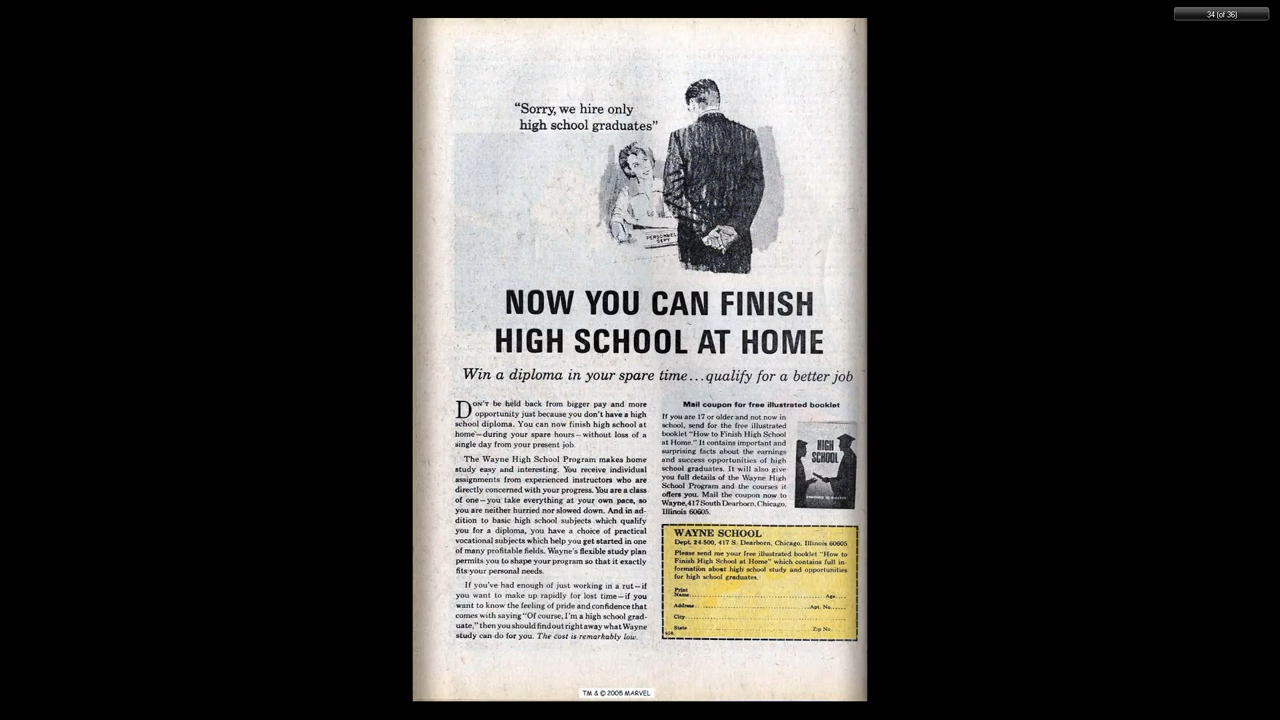 34 (of 36)
“Sorry, we hire only
high school graduates”
PERSONNEL
DEPT
NOW YOU CAN FINISH
HIGH SCHOOL AT HOME
Win a diploma in your spare time...qualify for a better job
DON'T be held back from bigger pay and more
opportunity just because you don't have a high
school diploma. You can now finish high school at
home—during your spare hours—without loss of a
single day from your present job.
The Wayne High School Program makes home
study easy and interesting. You receive individual
assignments from experienced instructors who are
directly concerned with your progress. You are a class
of one—you take everything at your own pace, so
you are neither hurried nor slowed down. And in ad-
dition to basic high school subjects which qualify
you for a diploma, you have a choice of practical
vocational subjects which help you get started in one
of many profitable fields. Wayne's flexible study plan
permits you to shape your program so that it exactly
fits your personal needs.
If you've had enough of just working in a rut—if
you want to make up rapidly for lost time—if you
want to know the feeling of pride and confidence that
comes with saying “Of course, I'm a high school grad-
uate,” then you should find out right away what Wayne
study can do for you. The cost is remarkably low.
Mail coupon for free illustrated booklet
If you are 17 or older and not now in
school, send for the free illustrated
booklet “How to Finish High School
at Home.” It contains important and
surprising facts about the earnings
and success opportunities of high
school graduates. It will also give
you full details of the Wayne High
School Program and the courses it
offers you. Mail the coupon now to
Wayne, 417 South Dearborn, Chicago,
Illinois 60605.
HIGH
SCHOOL
WAYNE SCHOOL
Dept. 24-500, 417 S. Dearborn, Chicago, Illinois 60605
Please send me your free illustrated booklet “How to
Finish High School at Home” which contains full in-
formation about high school study and opportunities
for high school graduates.
Print
Name Age
Address Apt. No.
City
State Zip No.
TM & © 2005 MARVEL